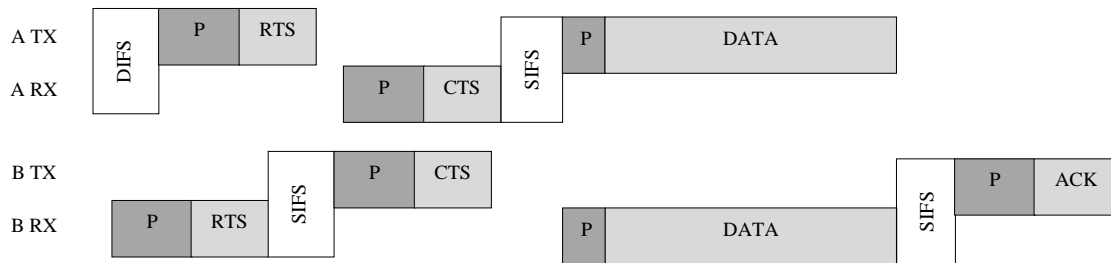 A TX DIFS P RTS SIFS P DATA
A RX P CTS
B TX SIFS P CTS SIFS P ACK
B RX P RTS P DATA